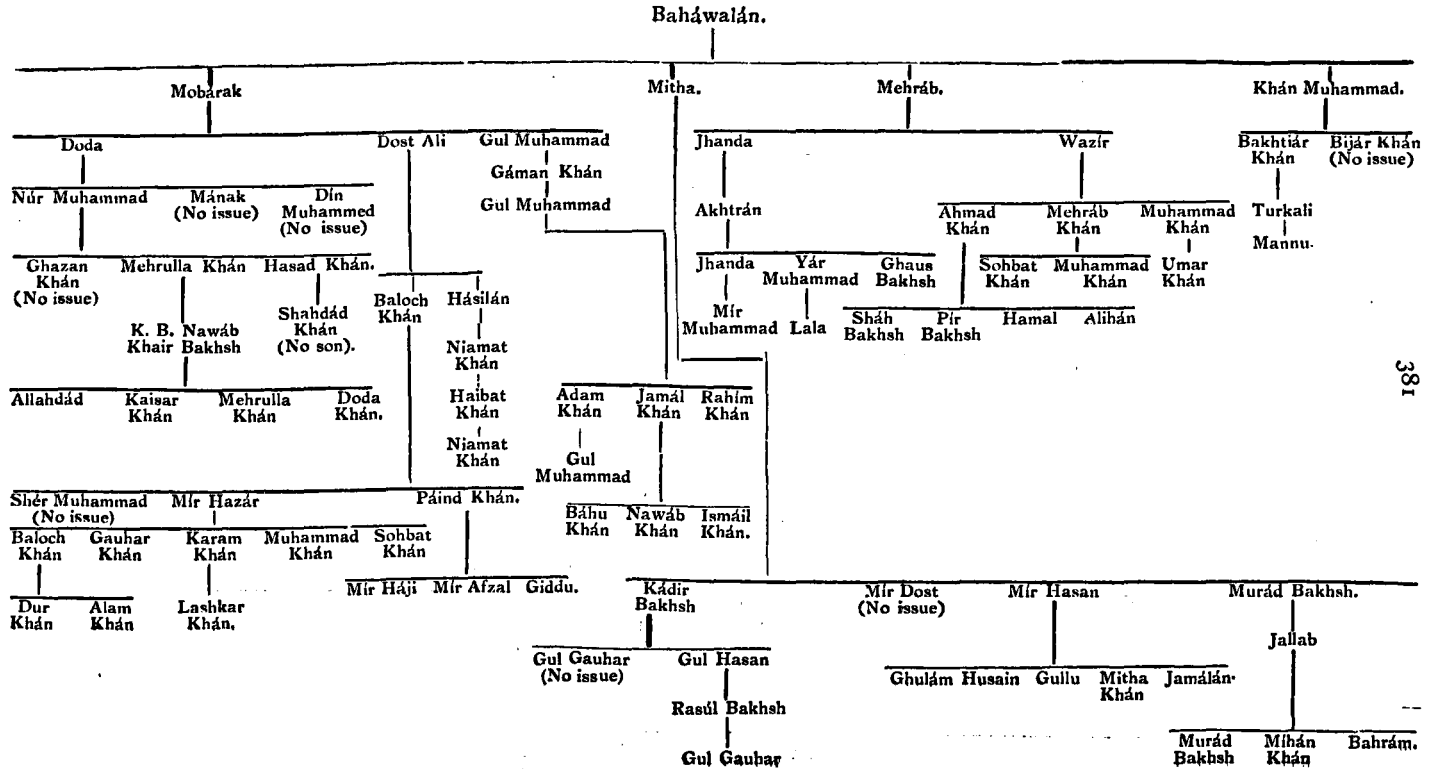 Baháwalán.
Mobárak Mitha. Mehráb. Khán Muhammad.
Doda Dost Ali Gul Muhammad Jhanda Wazír Bakhtiár Khán Bijár Khán (No issue)
Gáman Khán
Núr Muhammad Mának (No issue) Dín Muhammed (No issue) Gul Muhammad Akhtrán Ahmad Khán Mehráb Khán Muhammad Khán Turkali
Mannu.
Ghazan Khán (No issue) Mehrulla Khán Hasad Khán. Jhanda Yár Muhammad Ghaus Bakhsh Sohbat Khán Muhammad Khán Umar Khán
Baloch Khán Hásilán
K. B. Nawáb Khair Bakhsh Shahdád Khán (No son). Mír Muhammad Lala Sháh Bakhsh Pír Bakhsh Hamal Alihán
Niamat Khán
381
Allahdád Kaisar Khán Mehrulla Khán Doda Khán. Haibat Khán Adam Khán Jamál Khán Rahím Khán
Niamat Khán Gul Muhammad
Shér Muhammad (No issue) Mír Hazár Páind Khán. Báhu Khán Nawáb Khán Ismáíl Khán.
Baloch Khán Gauhar Khán Karam Khán Muhammad Khán Sohbat Khán
Mír Háji Mír Afzal Giddu. Kádir Bakhsh Mír Dost (No issue) Mír Hasan Murád Bakhsh.
Dur Khán Alam Khán Lashkar Khán.
Jallab
Gul Gauhar (No issue) Gul Hasan Ghulám Husain Gullu Mitha Khán Jamálán.
Rasúl Bakhsh
Gul Gauhar Murád Bakhsh Mihán Khán Bahrám.